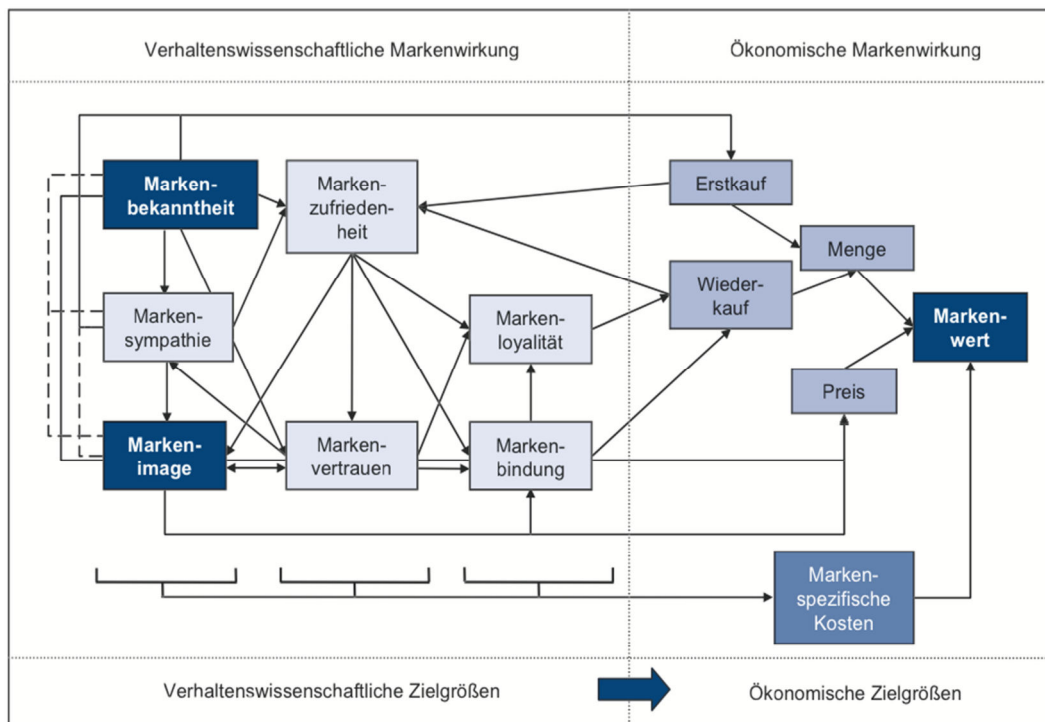 Verhaltenswissenschaftliche Markenwirkung
Ökonomische Markenwirkung
Marken-
bekanntheit
Marken-
zufrieden-
heit
Erstkauf
Menge
Marken-
sympathie
Marken-
loyalität
Wieder-
kauf
Marken-
wert
Preis
Marken-
image
Marken-
vertrauen
Marken-
bindung
Marken-
spezifische
Kosten
Verhaltenswissenschaftliche Zielgrößen
Ökonomische Zielgrößen